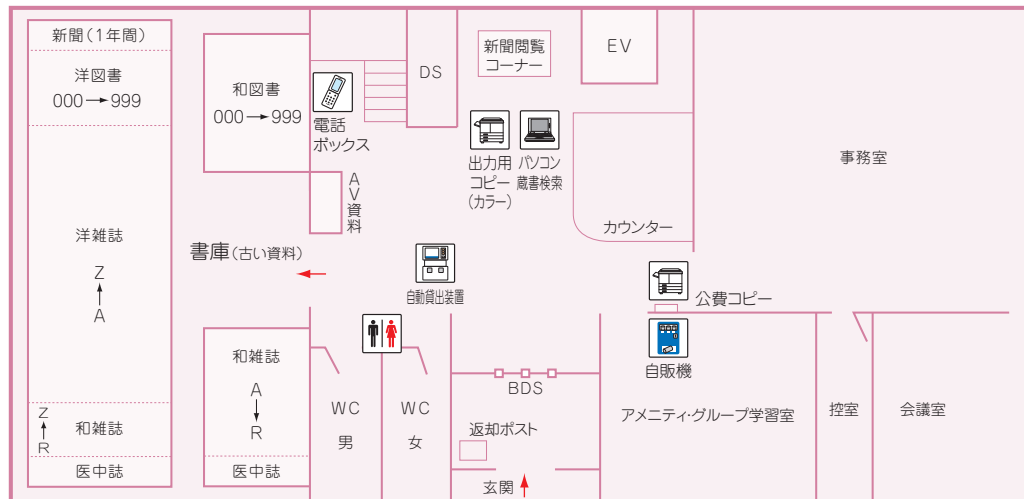 新聞(1年間)
洋図書
000→999
洋雑誌
Z
↑
A
Z
↑
R
和雑誌
医中誌
和図書
000→999
電話
ボックス
AV資料
書庫(古い資料)
和雑誌
A
↓
R
医中誌
DS
新聞閲覧
コーナー
EV
出力用
コピー
(カラー)
パソコン
蔵書検索
カウンター
事務室
自動貸出装置
公費コピー
自販機
WC
男
WC
女
BDS
返却ポスト
玄関
アメニティ・グループ学習室
控室
会議室